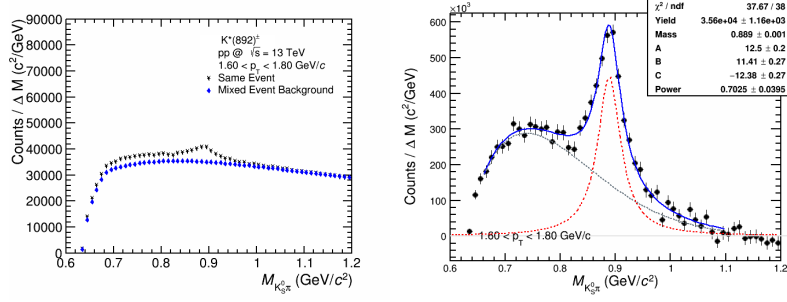 Counts / Δ M (c²/GeV)
90000
80000
70000
60000
50000
40000
30000
20000
10000
0
K*(892)±
pp @ √s = 13 TeV
1.60 < pT < 1.80 GeV/c
Same Event
Mixed Event Background
0.6 0.7 0.8 0.9 1 1.1 1.2
M K⁰Sπ (GeV/c²)
×10³
Counts / Δ M (c²/GeV)
600
500
400
300
200
100
0
χ² / ndf 37.67 / 38
Yield 3.56e+04 ± 1.16e+03
Mass 0.889 ± 0.001
A 12.5 ± 0.2
B 11.41 ± 0.27
C −12.38 ± 0.27
Power 0.7025 ± 0.0395
1.60 < pT < 1.80 GeV/c
0.6 0.7 0.8 0.9 1 1.1 1.2
M K⁰Sπ (GeV/c²)